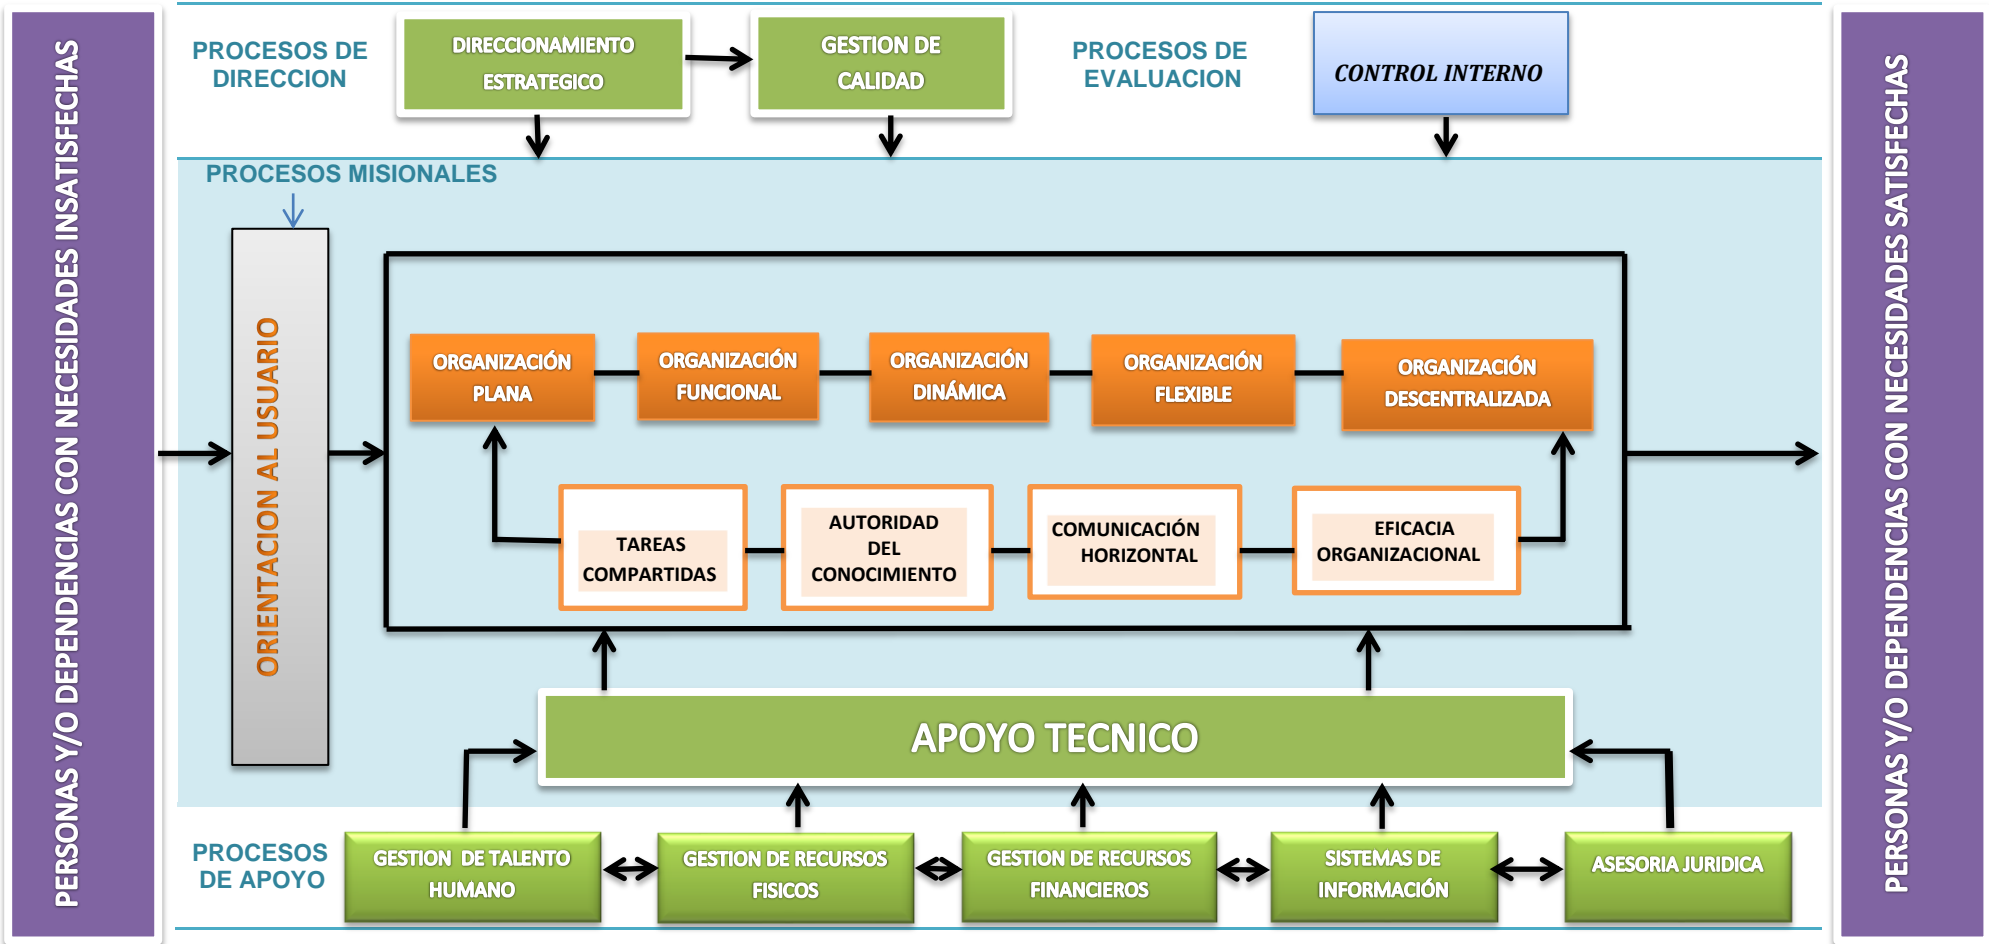 PERSONAS Y/O DEPENDENCIAS CON NECESIDADES INSATISFECHAS
PROCESOS DE
DIRECCION
DIRECCIONAMIENTO
ESTRATEGICO
GESTION DE
CALIDAD
PROCESOS DE
EVALUACION
CONTROL INTERNO
PROCESOS MISIONALES
ORIENTACION AL USUARIO
ORGANIZACIÓN
PLANA
ORGANIZACIÓN
FUNCIONAL
ORGANIZACIÓN
DINÁMICA
ORGANIZACIÓN
FLEXIBLE
ORGANIZACIÓN
DESCENTRALIZADA
TAREAS
COMPARTIDAS
AUTORIDAD
DEL
CONOCIMIENTO
COMUNICACIÓN
HORIZONTAL
EFICACIA
ORGANIZACIONAL
APOYO TECNICO
PROCESOS
DE APOYO
GESTION DE TALENTO
HUMANO
GESTION DE RECURSOS
FISICOS
GESTION DE RECURSOS
FINANCIEROS
SISTEMAS DE
INFORMACIÓN
ASESORIA JURIDICA
PERSONAS Y/O DEPENDENCIAS CON NECESIDADES SATISFECHAS